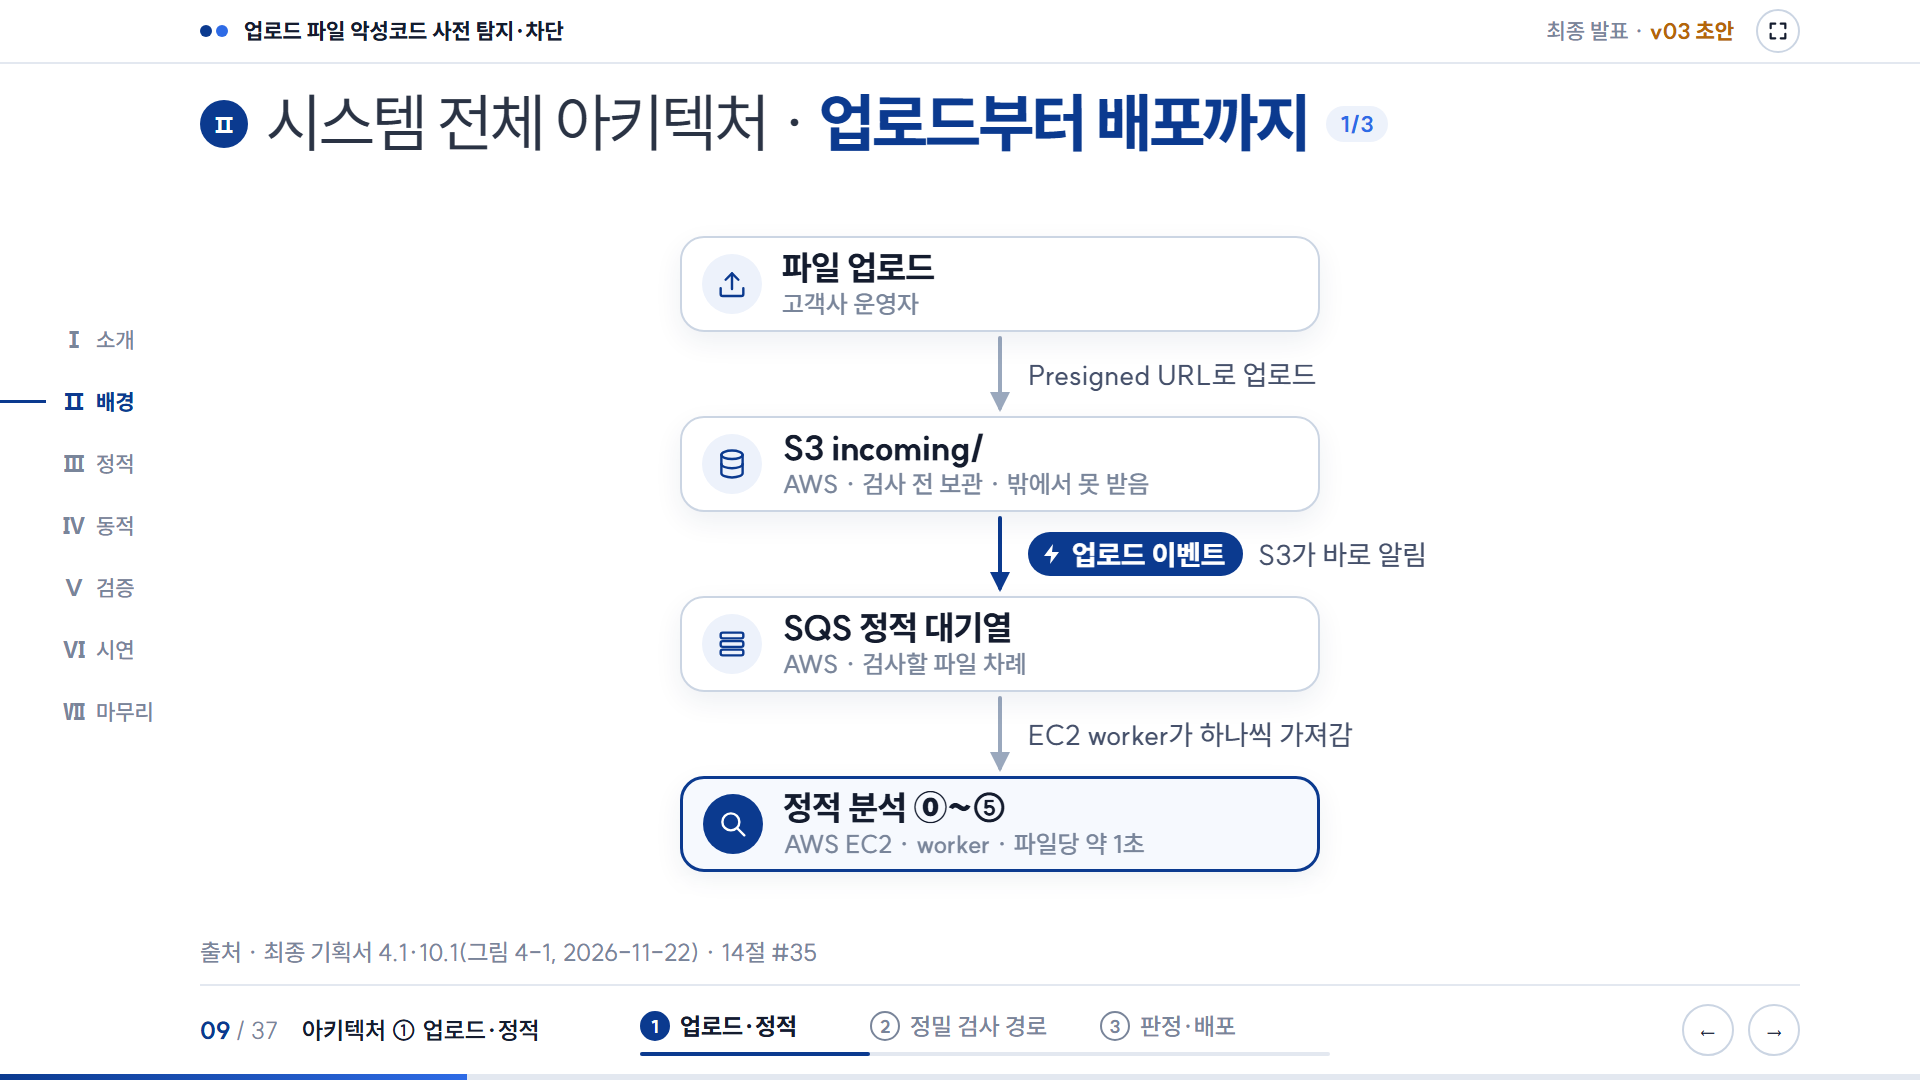 업로드 파일 악성코드 사전 탐지·차단
최종 발표 · v03 초안
Ⅱ 시스템 전체 아키텍처 · 업로드부터 배포까지 1/3
Ⅰ 소개
Ⅱ 배경
Ⅲ 정적
Ⅳ 동적
Ⅴ 검증
Ⅵ 시연
Ⅶ 마무리
파일 업로드
고객사 운영자
Presigned URL로 업로드
S3 incoming/
AWS · 검사 전 보관 · 밖에서 못 받음
업로드 이벤트 S3가 바로 알림
SQS 정적 대기열
AWS · 검사할 파일 차례
EC2 worker가 하나씩 가져감
정적 분석 ⓪~⑤
AWS EC2 · worker · 파일당 약 1초
출처 · 최종 기획서 4.1·10.1(그림 4-1, 2026-11-22) · 14절 #35
09 / 37 아키텍처 ① 업로드·정적
1 업로드·정적
2 정밀 검사 경로
3 판정·배포
← →